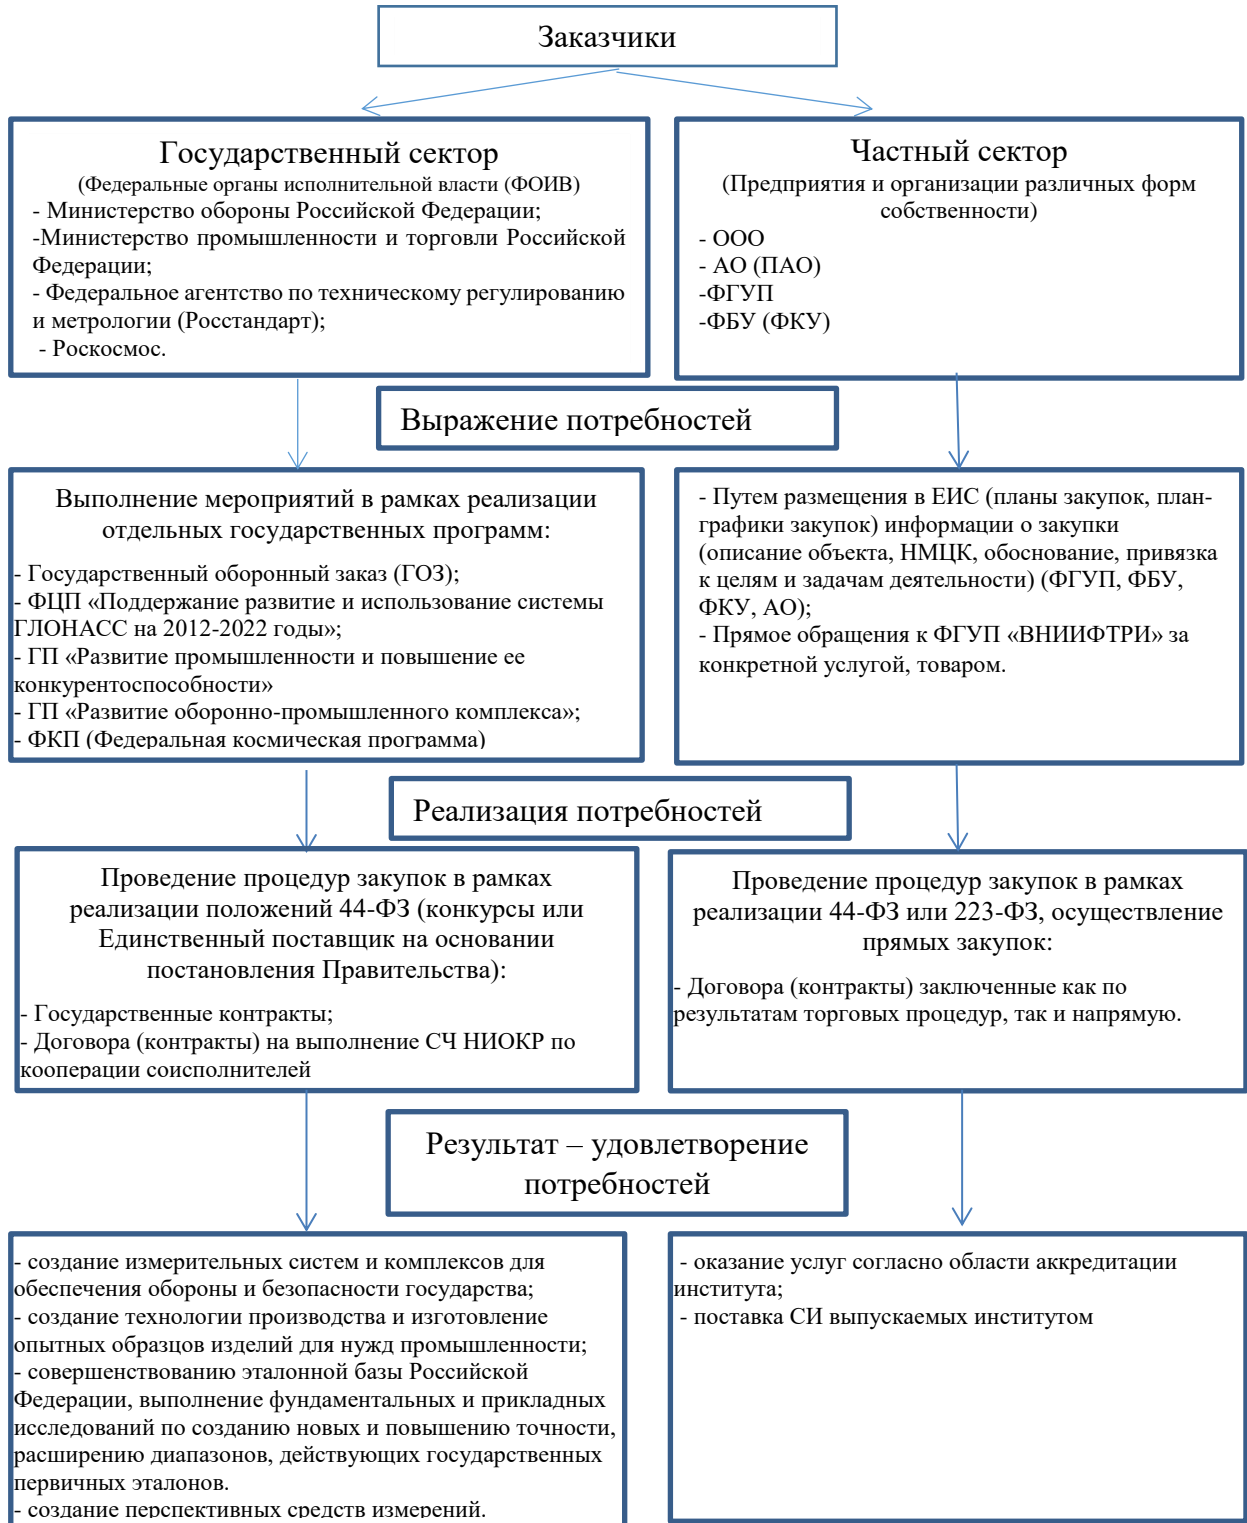 Заказчики
Государственный сектор
(Федеральные органы исполнительной власти (ФОИВ)
- Министерство обороны Российской Федерации;
-Министерство промышленности и торговли Российской
Федерации;
- Федеральное агентство по техническому регулированию
и метрологии (Росстандарт);
- Роскосмос.
Частный сектор
(Предприятия и организации различных форм
собственности)
- ООО
- АО (ПАО)
-ФГУП
-ФБУ (ФКУ)
Выражение потребностей
Выполнение мероприятий в рамках реализации
отдельных государственных программ:
- Государственный оборонный заказ (ГОЗ);
- ФЦП «Поддержание развитие и использование системы
ГЛОНАСС на 2012-2022 годы»;
- ГП «Развитие промышленности и повышение ее
конкурентоспособности»
- ГП «Развитие оборонно-промышленного комплекса»;
- ФКП (Федеральная космическая программа)
- Путем размещения в ЕИС (планы закупок, план-
графики закупок) информации о закупки
(описание объекта, НМЦК, обоснование, привязка
к целям и задачам деятельности) (ФГУП, ФБУ,
ФКУ, АО);
- Прямое обращения к ФГУП «ВНИИФТРИ» за
конкретной услугой, товаром.
Реализация потребностей
Проведение процедур закупок в рамках
реализации положений 44-ФЗ (конкурсы или
Единственный поставщик на основании
постановления Правительства):
- Государственные контракты;
- Договора (контракты) на выполнение СЧ НИОКР по
кооперации соисполнителей
Проведение процедур закупок в рамках
реализации 44-ФЗ или 223-ФЗ, осуществление
прямых закупок:
- Договора (контракты) заключенные как по
результатам торговых процедур, так и напрямую.
Результат – удовлетворение
потребностей
- создание измерительных систем и комплексов для
обеспечения обороны и безопасности государства;
- создание технологии производства и изготовление
опытных образцов изделий для нужд промышленности;
- совершенствованию эталонной базы Российской
Федерации, выполнение фундаментальных и прикладных
исследований по созданию новых и повышению точности,
расширению диапазонов, действующих государственных
первичных эталонов.
- создание перспективных средств измерений.
- оказание услуг согласно области аккредитации
института;
- поставка СИ выпускаемых институтом